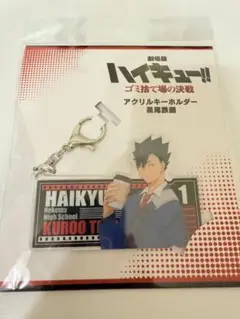 劇場版
ハイキュー!!
ゴミ捨て場の決戦
アクリルキーホルダー
黒尾鉄朗
HAIKYU
1
Nekoma
High School
KUROO T